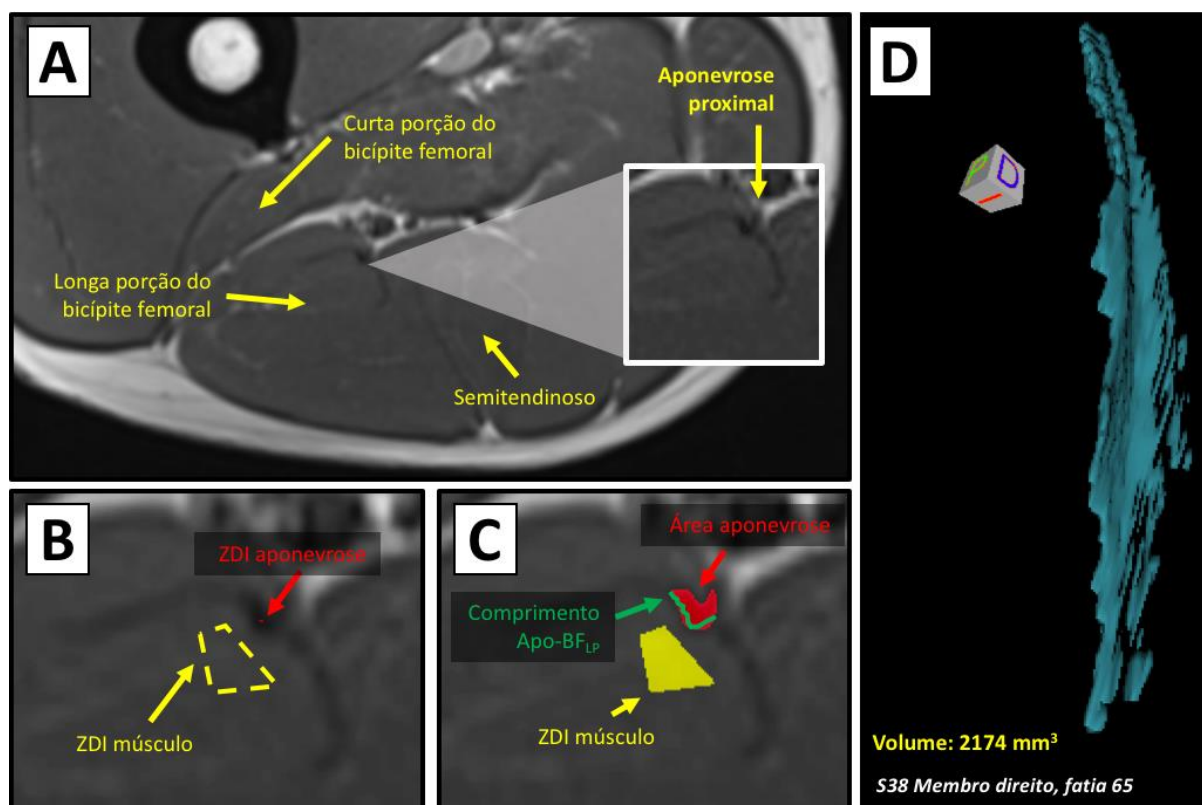 A
Aponevrose
proximal
Curta porção do
bicípite femoral
Longa porção do
bicípite femoral
Semitendinoso
B
ZDI aponevrose
ZDI músculo
C
Área aponevrose
Comprimento
Apo-BF_LP
ZDI músculo
D
P
D
I
Volume: 2174 mm³
S38 Membro direito, fatia 65